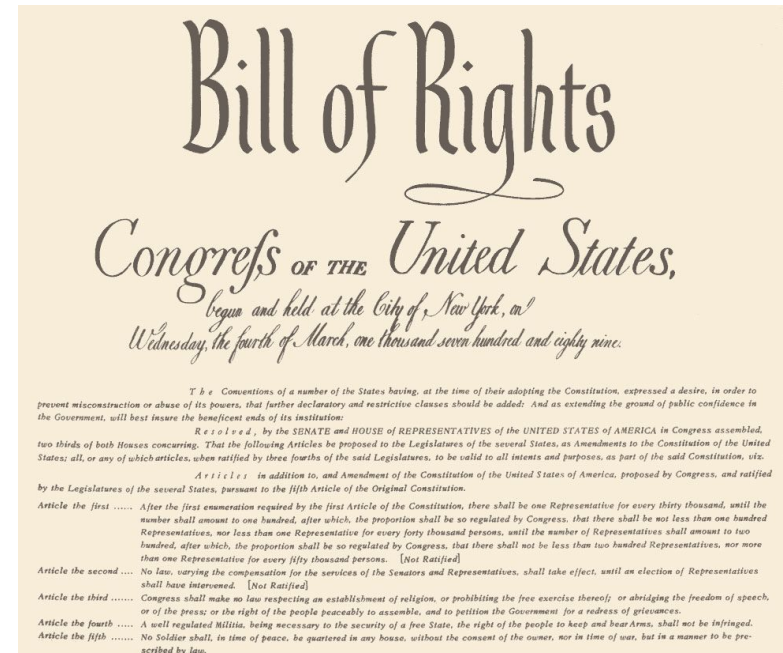 Bill of Rights
Congreſs OF THE United States,
begun and held at the City of New York, on
Wednesday, the fourth of March, one thousand seven hundred and eighty nine.
The Conventions of a number of the States having, at the time of their adopting the Constitution, expressed a desire, in order to
prevent misconstruction or abuse of its powers, that further declaratory and restrictive clauses should be added: And as extending the ground of public confidence in
the Government, will best insure the beneficent ends of its institution:
Resolved, by the SENATE and HOUSE of REPRESENTATIVES of the UNITED STATES of AMERICA in Congress assembled,
two thirds of both Houses concurring. That the following Articles be proposed to the Legislatures of the several States, as Amendments to the Constitution of the United
States; all, or any of which articles, when ratified by three fourths of the said Legislatures, to be valid to all intents and purposes, as part of the said Constitution, viz.
Articles in addition to, and Amendment of the Constitution of the United States of America, proposed by Congress, and ratified
by the Legislatures of the several States, pursuant to the fifth Article of the Original Constitution.
Article the first ...... After the first enumeration required by the first Article of the Constitution, there shall be one Representative for every thirty thousand, until the
number shall amount to one hundred, after which, the proportion shall be so regulated by Congress, that there shall be not less than one hundred
Representatives, nor less than one Representative for every forty thousand persons, until the number of Representatives shall amount to two
hundred, after which, the proportion shall be so regulated by Congress, that there shall not be less than two hundred Representatives, nor more
than one Representative for every fifty thousand persons. [Not Ratified]
Article the second .... No law, varying the compensation for the services of the Senators and Representatives, shall take effect, until an election of Representatives
shall have intervened. [Not Ratified]
Article the third ....... Congress shall make no law respecting an establishment of religion, or prohibiting the free exercise thereof; or abridging the freedom of speech,
or of the press; or the right of the people peaceably to assemble, and to petition the Government for a redress of grievances.
Article the fourth ..... A well regulated Militia, being necessary to the security of a free State, the right of the people to keep and bear Arms, shall not be infringed.
Article the fifth ....... No Soldier shall, in time of peace, be quartered in any house, without the consent of the owner, nor in time of war, but in a manner to be pre-
scribed by law.